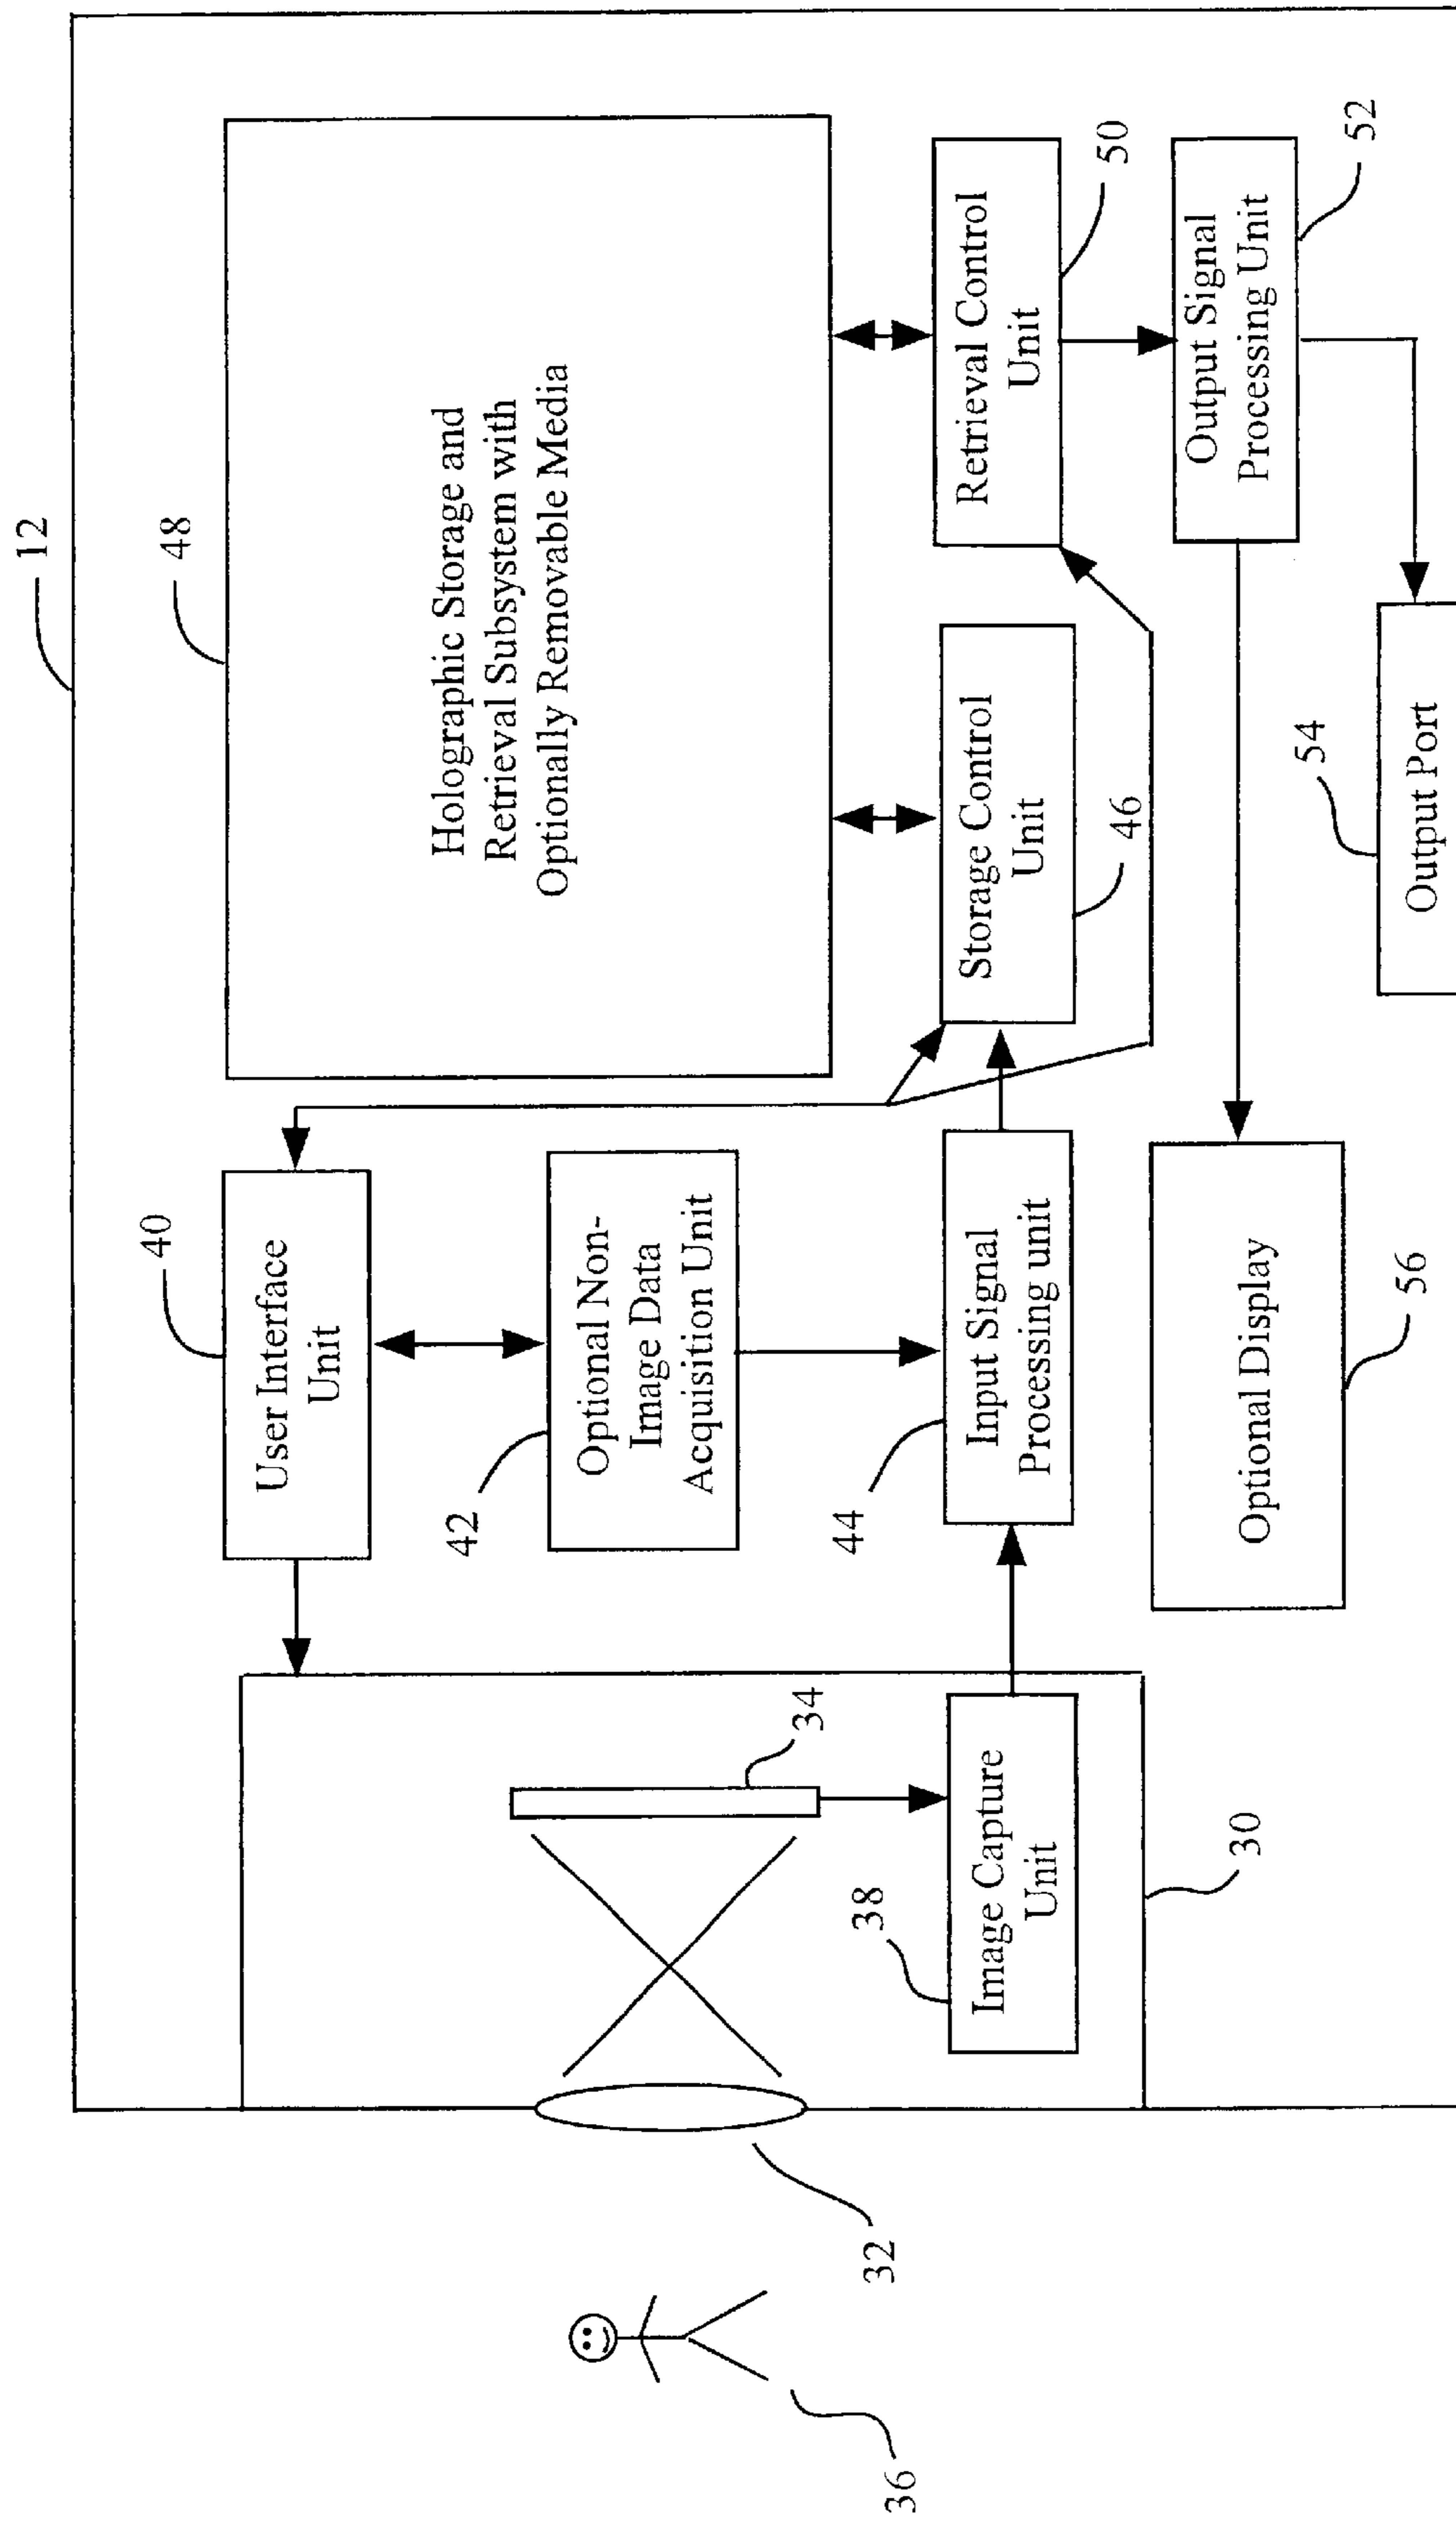 12
48
Holographic Storage and
Retrieval Subsystem with
Optionally Removable Media
40
User Interface
Unit
42
Optional Non-
Image Data
Acquisition Unit
34
38
Image Capture
Unit
30
44
Input Signal
Processing unit
Storage Control
Unit
46
Retrieval Control
Unit
50
Output Signal
Processing Unit
52
54
Output Port
Optional Display
56
32
36